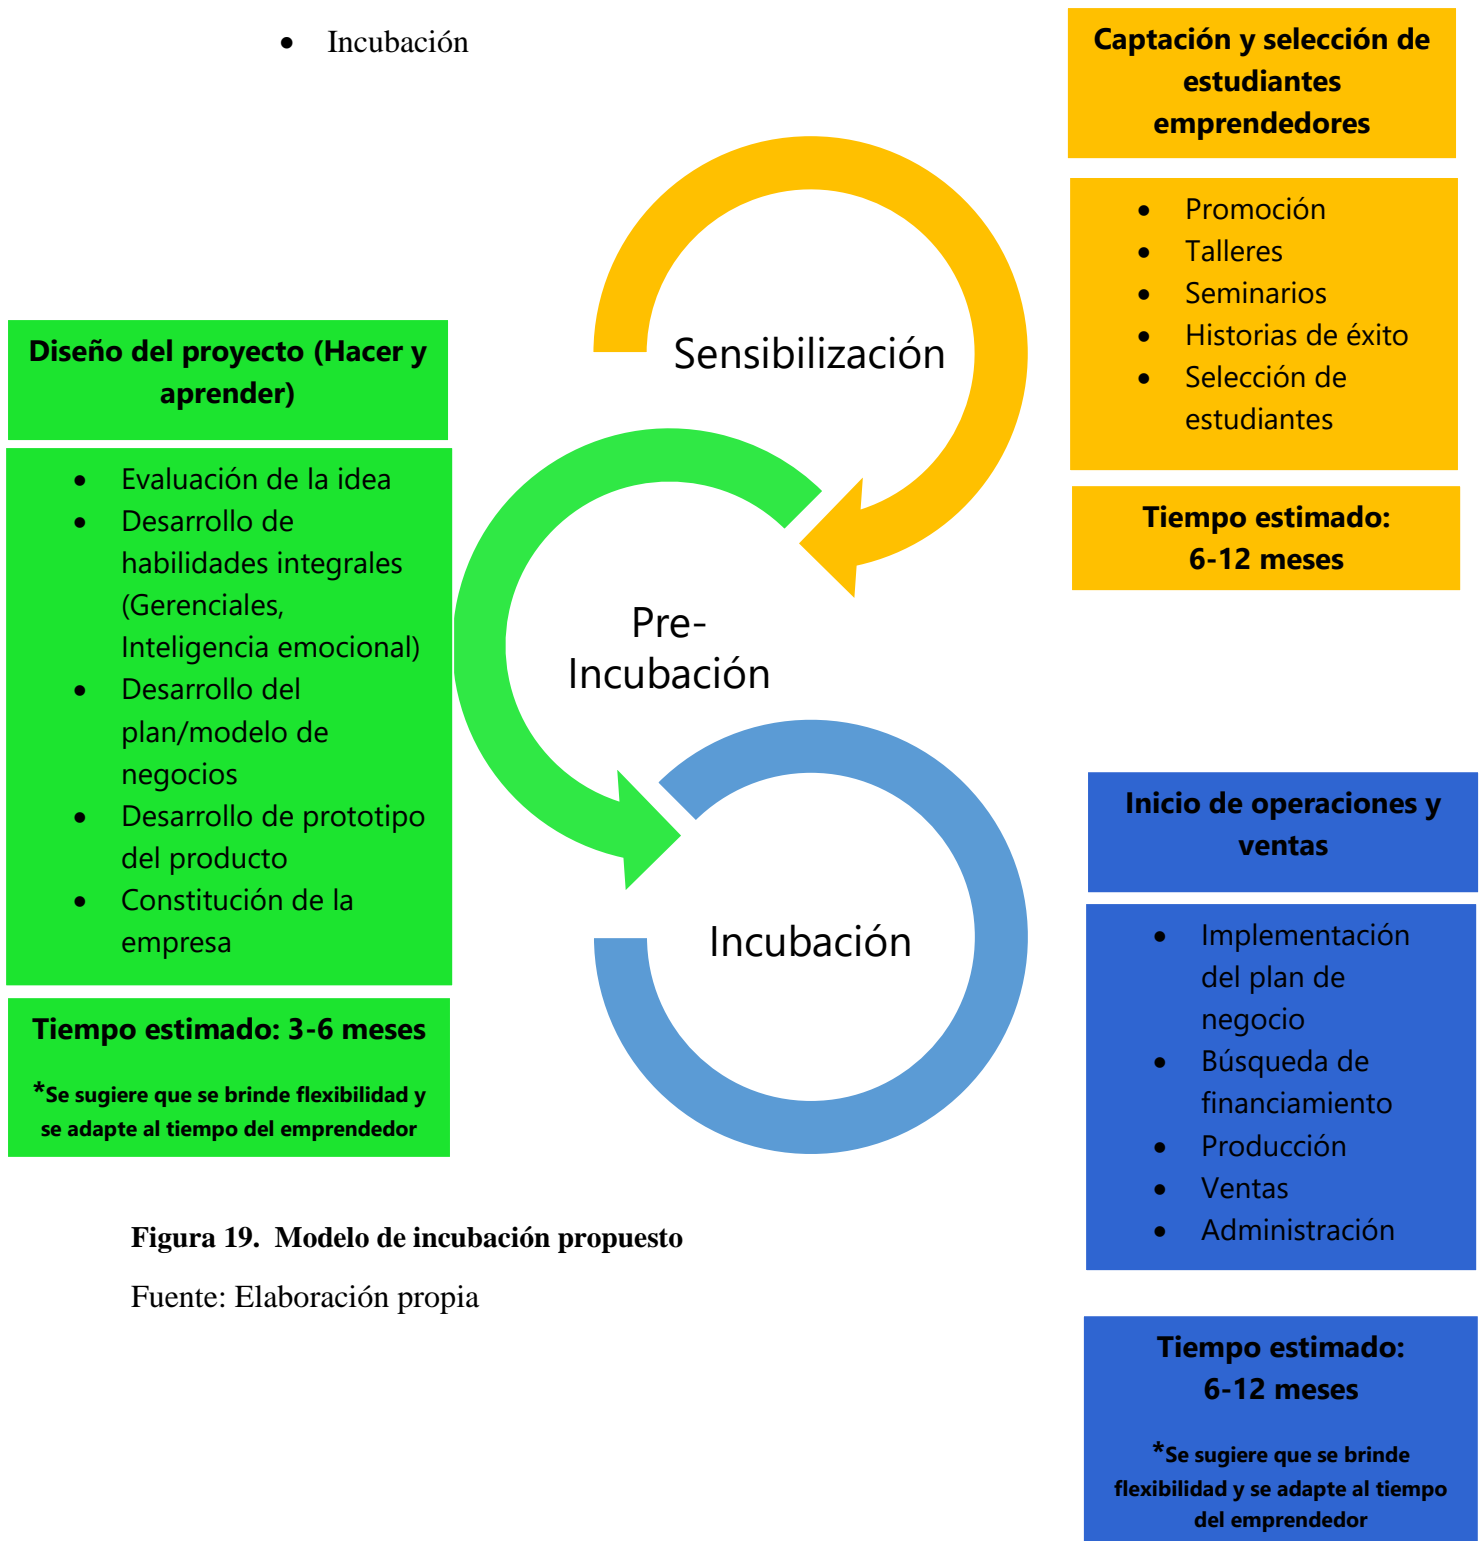 • Incubación
Captación y selección de
estudiantes
emprendedores
• Promoción
• Talleres
• Seminarios
• Historias de éxito
• Selección de
estudiantes
Tiempo estimado:
6-12 meses
Sensibilización
Diseño del proyecto (Hacer y
aprender)
• Evaluación de la idea
• Desarrollo de
habilidades integrales
(Gerenciales,
Inteligencia emocional)
• Desarrollo del
plan/modelo de
negocios
• Desarrollo de prototipo
del producto
• Constitución de la
empresa
Tiempo estimado: 3-6 meses
*Se sugiere que se brinde flexibilidad y
se adapte al tiempo del emprendedor
Pre-
Incubación
Incubación
Inicio de operaciones y
ventas
• Implementación
del plan de
negocio
• Búsqueda de
financiamiento
• Producción
• Ventas
• Administración
Tiempo estimado:
6-12 meses
*Se sugiere que se brinde
flexibilidad y se adapte al tiempo
del emprendedor
Figura 19.  Modelo de incubación propuesto
Fuente: Elaboración propia